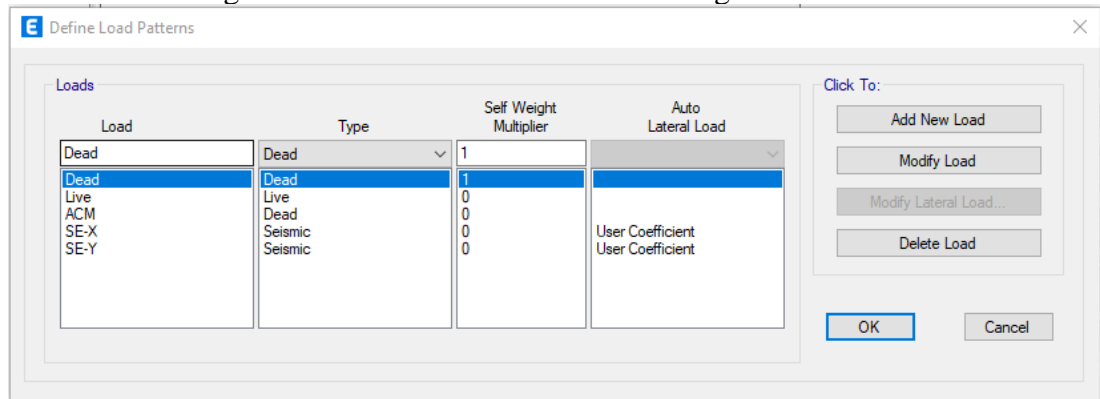 E Define Load Patterns
Loads
Click To:
Load Type Self Weight Multiplier Auto Lateral Load
Dead Dead 1
Dead Dead 1
Live Live 0
ACM Dead 0
SE-X Seismic 0 User Coefficient
SE-Y Seismic 0 User Coefficient
Add New Load
Modify Load
Modify Lateral Load...
Delete Load
OK Cancel